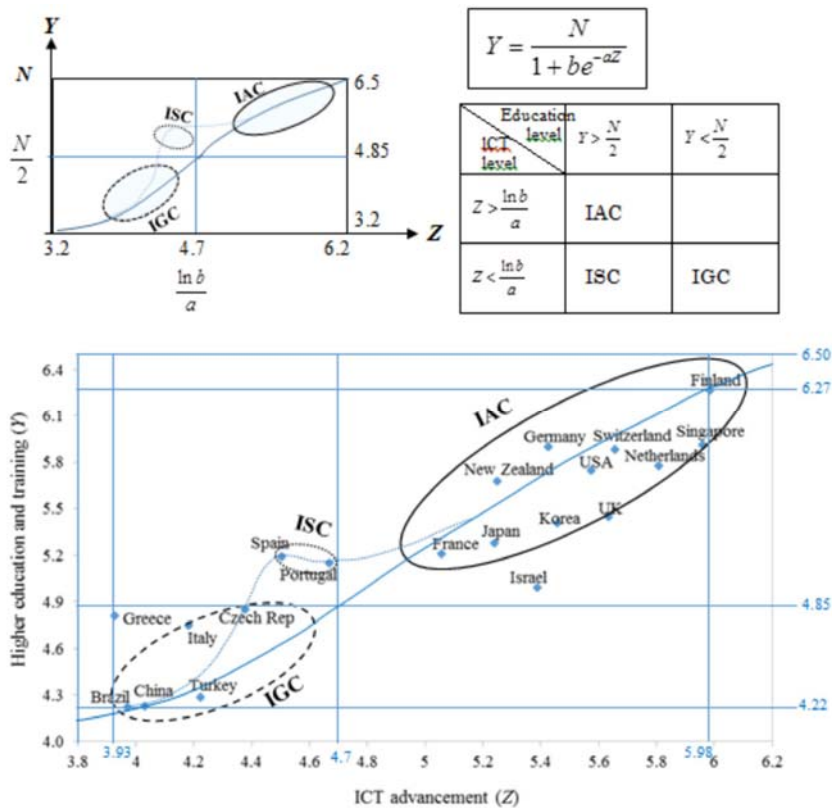 Y
N
N/2
ISC
IAC
IGC
6.5
4.85
3.2
3.2
4.7
6.2
Z
ln b/a
Y = N/(1 + be^{-aZ})
Education level
ICT level
Y > N/2
Y < N/2
Z > ln b/a
IAC
Z < ln b/a
ISC
IGC
Higher education and training (Y)
6.4
6.1
5.8
5.5
5.2
4.9
4.6
4.3
4.0
6.50
6.27
4.85
4.22
IAC
Finland
Germany
Switzerland
Singapore
New Zealand
USA
Netherlands
ISC
Korea
UK
Spain
Japan
France
Portugal
Israel
Greece
Czech Rep
Italy
Brazil
China
Turkey
IGC
3.93
4.7
5.98
3.8
4
4.2
4.4
4.6
4.8
5
5.2
5.4
5.6
5.8
6
6.2
ICT advancement (Z)